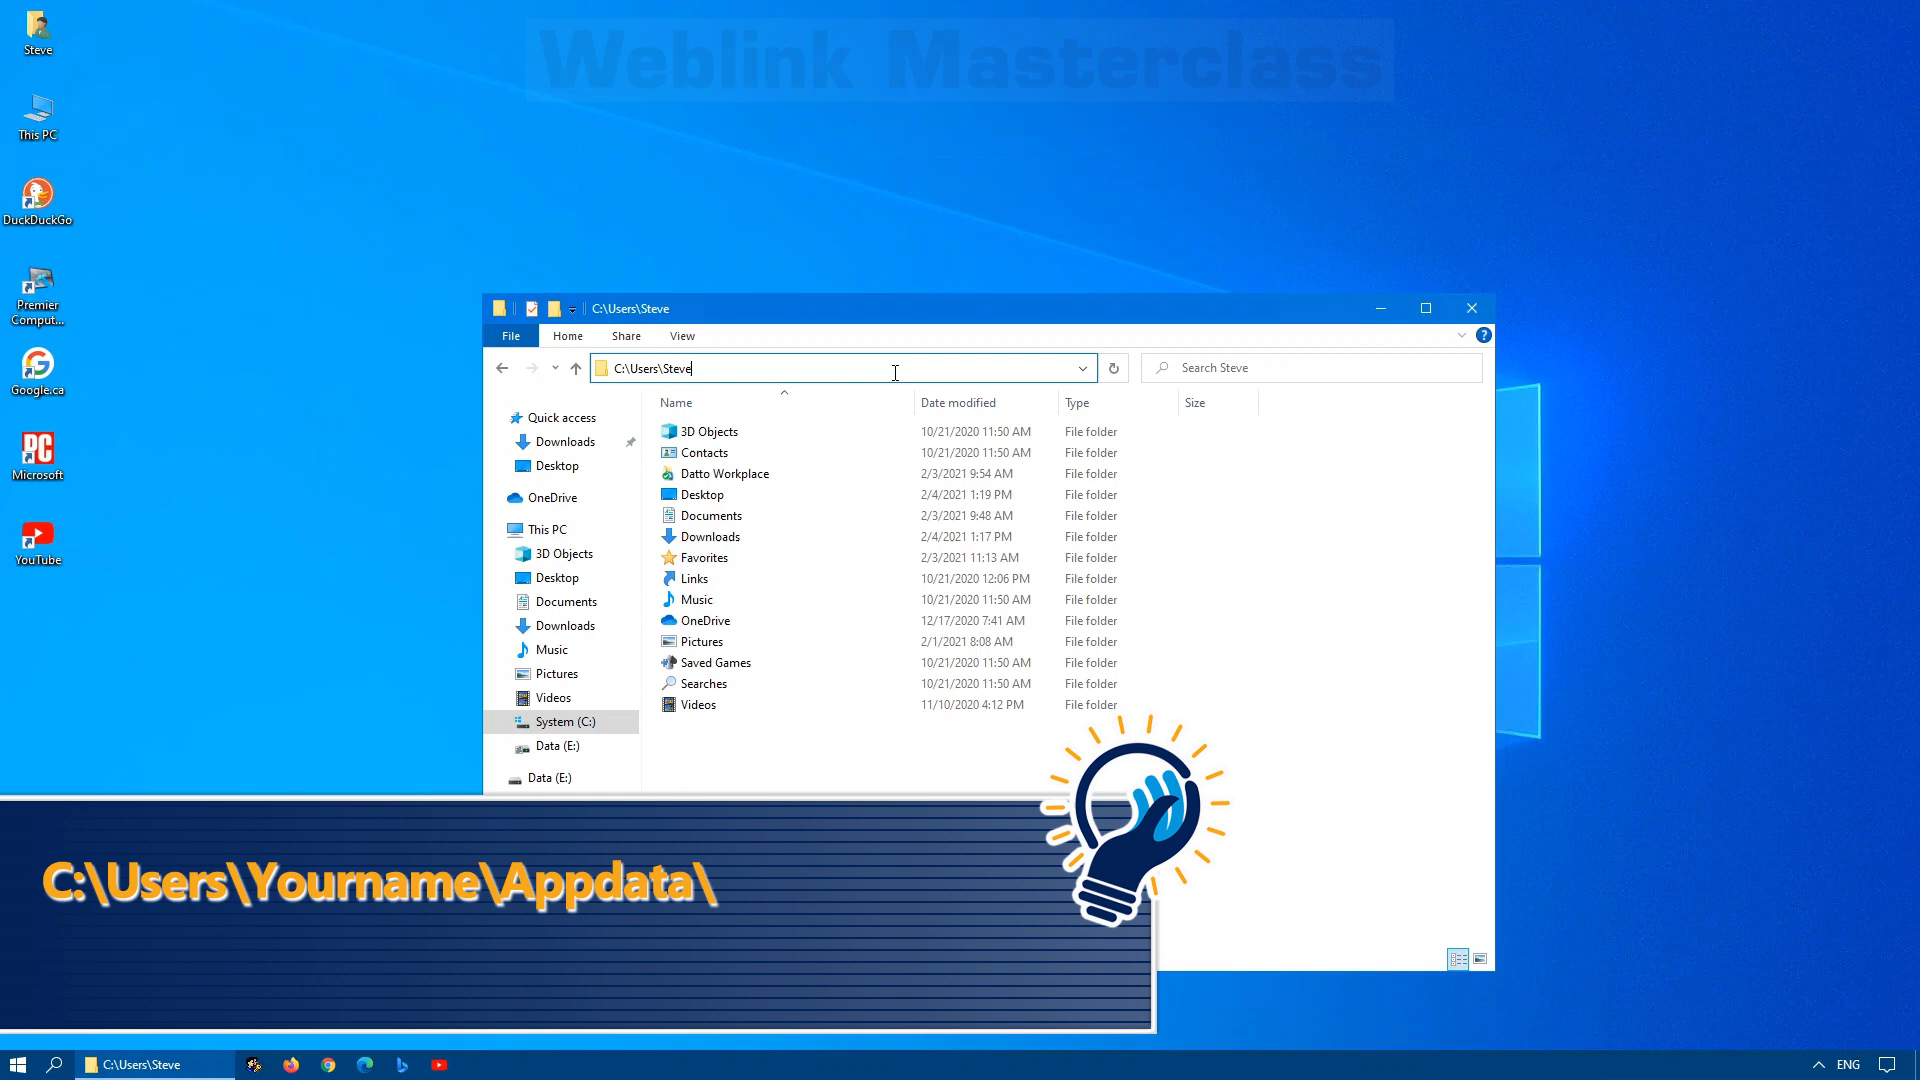 Weblink Masterclass
Steve
This PC
DuckDuckGo
Premier
Comput...
Google.ca
PC
Microsoft
YouTube
C:\Users\Steve
File
Home
Share
View
C:\Users\Steve
Search Steve
Name
Date modified
Type
Size
Quick access
Downloads
Desktop
OneDrive
This PC
3D Objects
Desktop
Documents
Downloads
Music
Pictures
Videos
System (C:)
Data (E:)
Data (E:)
3D Objects 10/21/2020 11:50 AM File folder
Contacts 10/21/2020 11:50 AM File folder
Datto Workplace 2/3/2021 9:54 AM File folder
Desktop 2/4/2021 1:19 PM File folder
Documents 2/3/2021 9:48 AM File folder
Downloads 2/4/2021 1:17 PM File folder
Favorites 2/3/2021 11:13 AM File folder
Links 10/21/2020 12:06 PM File folder
Music 10/21/2020 11:50 AM File folder
OneDrive 12/17/2020 7:41 AM File folder
Pictures 2/1/2021 8:08 AM File folder
Saved Games 10/21/2020 11:50 AM File folder
Searches 10/21/2020 11:50 AM File folder
Videos 11/10/2020 4:12 PM File folder
C:\Users\Yourname\Appdata\
C:\Users\Steve
ENG